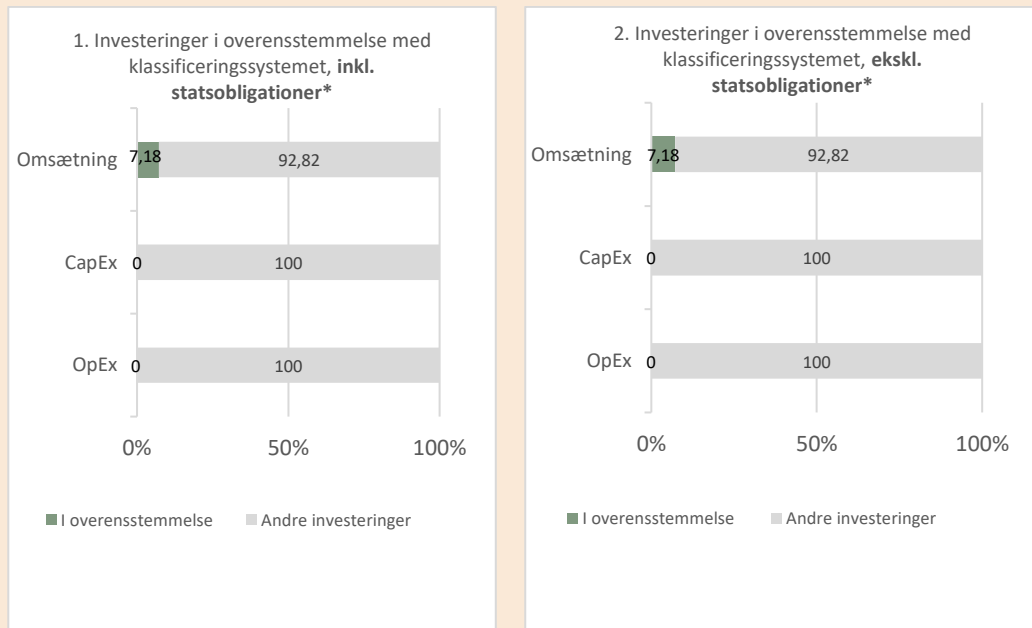 1. Investeringer i overensstemmelse med
klassificeringssystemet, inkl.
statsobligationer*
Omsætning 7,18 92,82
CapEx 0 100
OpEx 0 100
0% 50% 100%
I overensstemmelse Andre investeringer
2. Investeringer i overensstemmelse med
klassificeringssystemet, ekskl.
statsobligationer*
Omsætning 7,18 92,82
CapEx 0 100
OpEx 0 100
0% 50% 100%
I overensstemmelse Andre investeringer